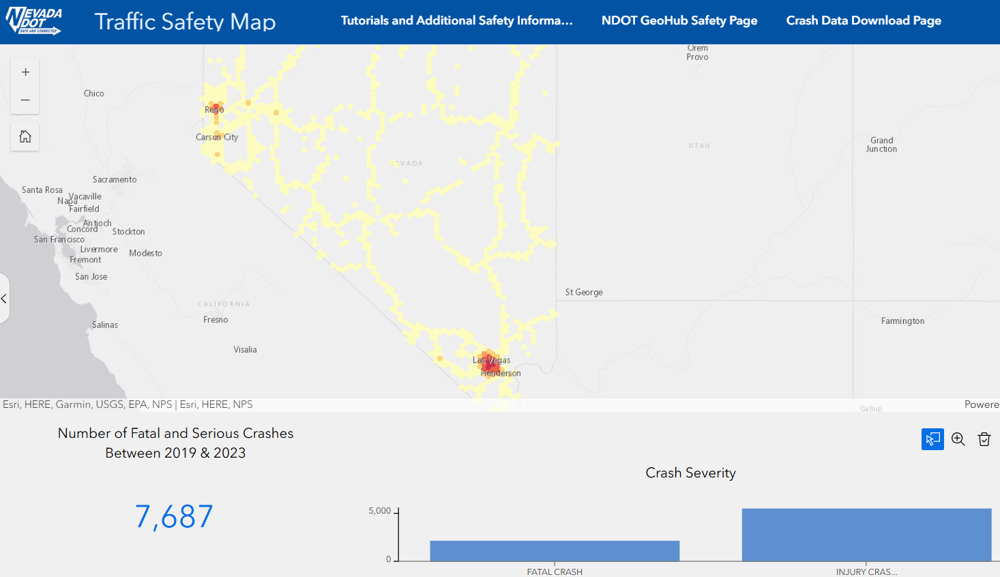 NEVADA
DOT
SAFE AND CONNECTED
Traffic Safety Map
Tutorials and Additional Safety Informa...
NDOT GeoHub Safety Page
Crash Data Download Page
+
−
Orem
Provo
Chico
Reno
Carson City
Grand
Junction
UTAH
NEVADA
Sacramento
Santa Rosa
Vacaville
Napa
Fairfield
Antioch
Concord
Stockton
San Francisco
Livermore
Modesto
Fremont
San Jose
St George
CALIFORNIA
Fresno
Farmington
Salinas
Visalia
Las Vegas
Henderson
Esri, HERE, Garmin, USGS, EPA, NPS | Esri, HERE, NPS
Powere
Gallup
Number of Fatal and Serious Crashes
Between 2019 & 2023
7,687
Crash Severity
5,000
0
FATAL CRASH
INJURY CRAS...